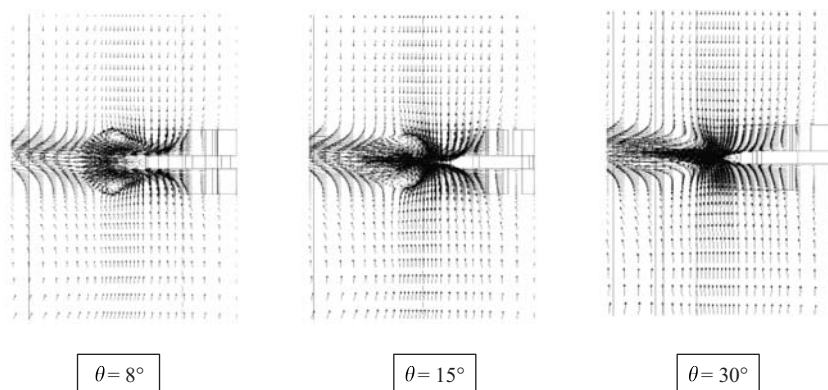 θ = 8°
θ = 15°
θ = 30°